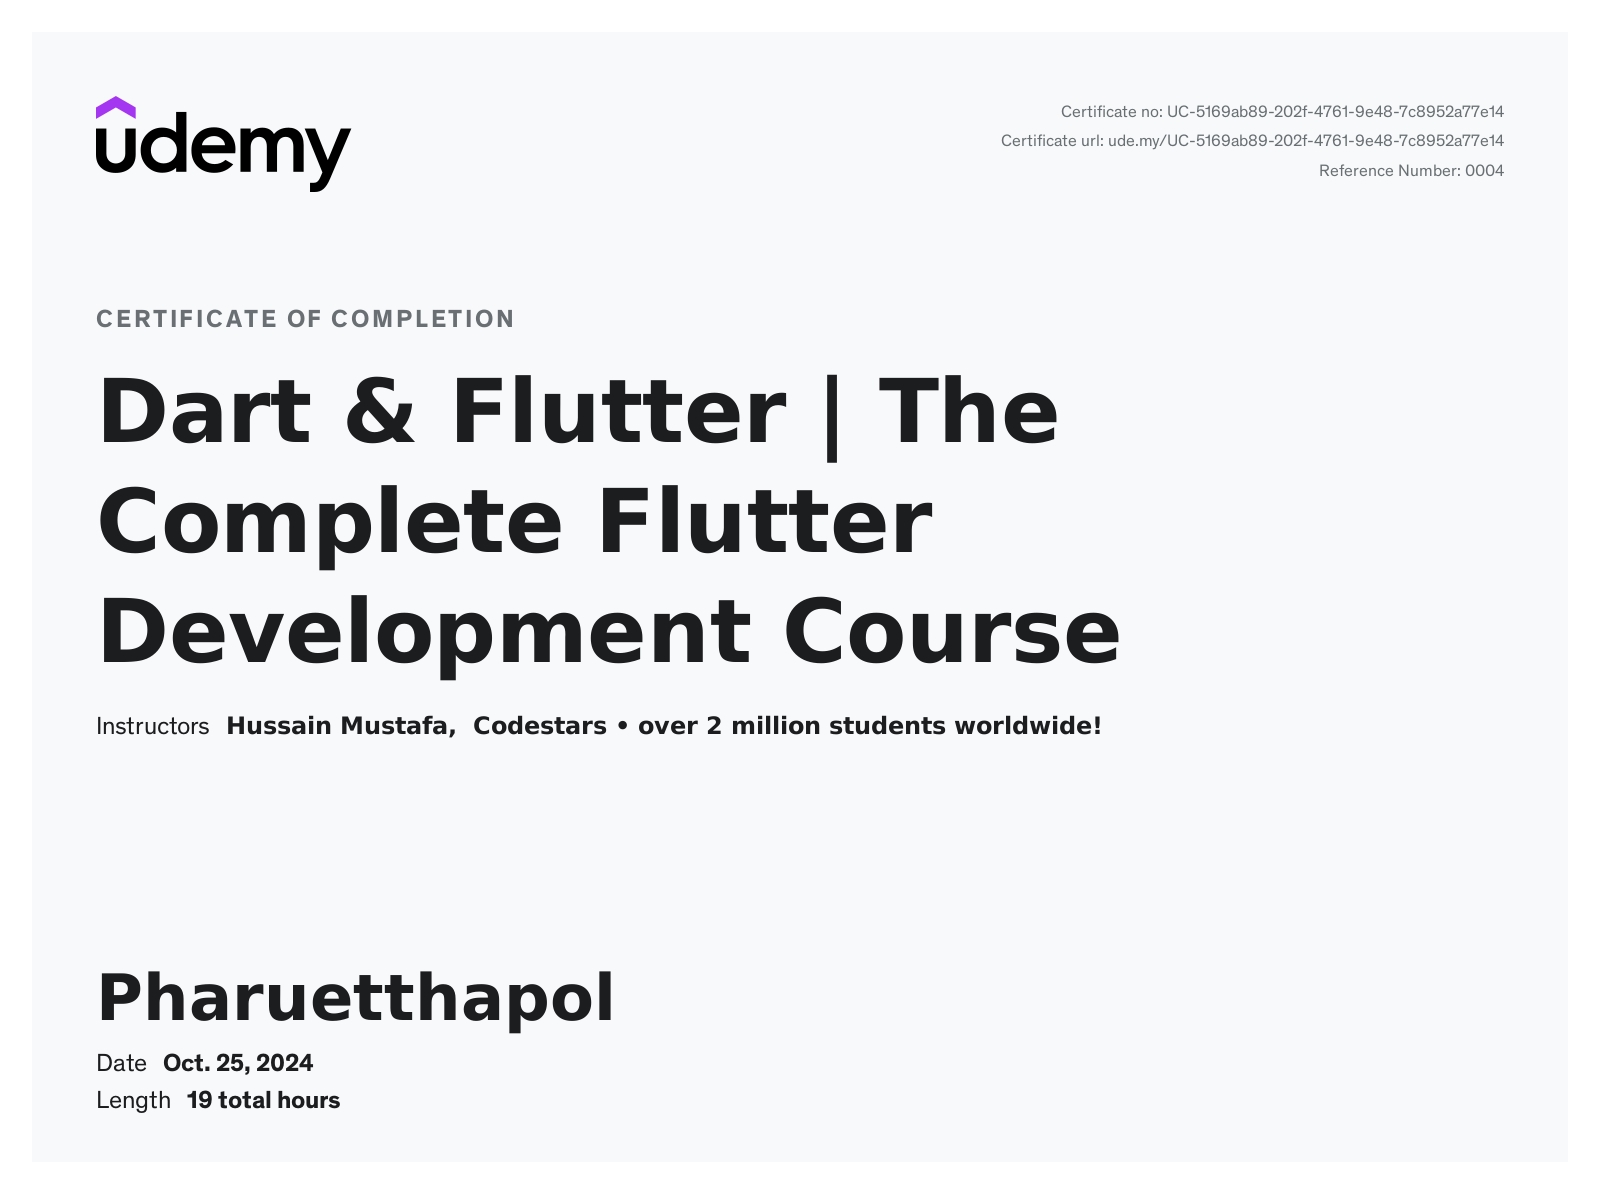 udemy
Certificate no: UC-5169ab89-202f-4761-9e48-7c8952a77e14
Certificate url: ude.my/UC-5169ab89-202f-4761-9e48-7c8952a77e14
Reference Number: 0004
CERTIFICATE OF COMPLETION
Dart & Flutter | The
Complete Flutter
Development Course
Instructors Hussain Mustafa, Codestars • over 2 million students worldwide!
Pharuetthapol
Date Oct. 25, 2024
Length 19 total hours